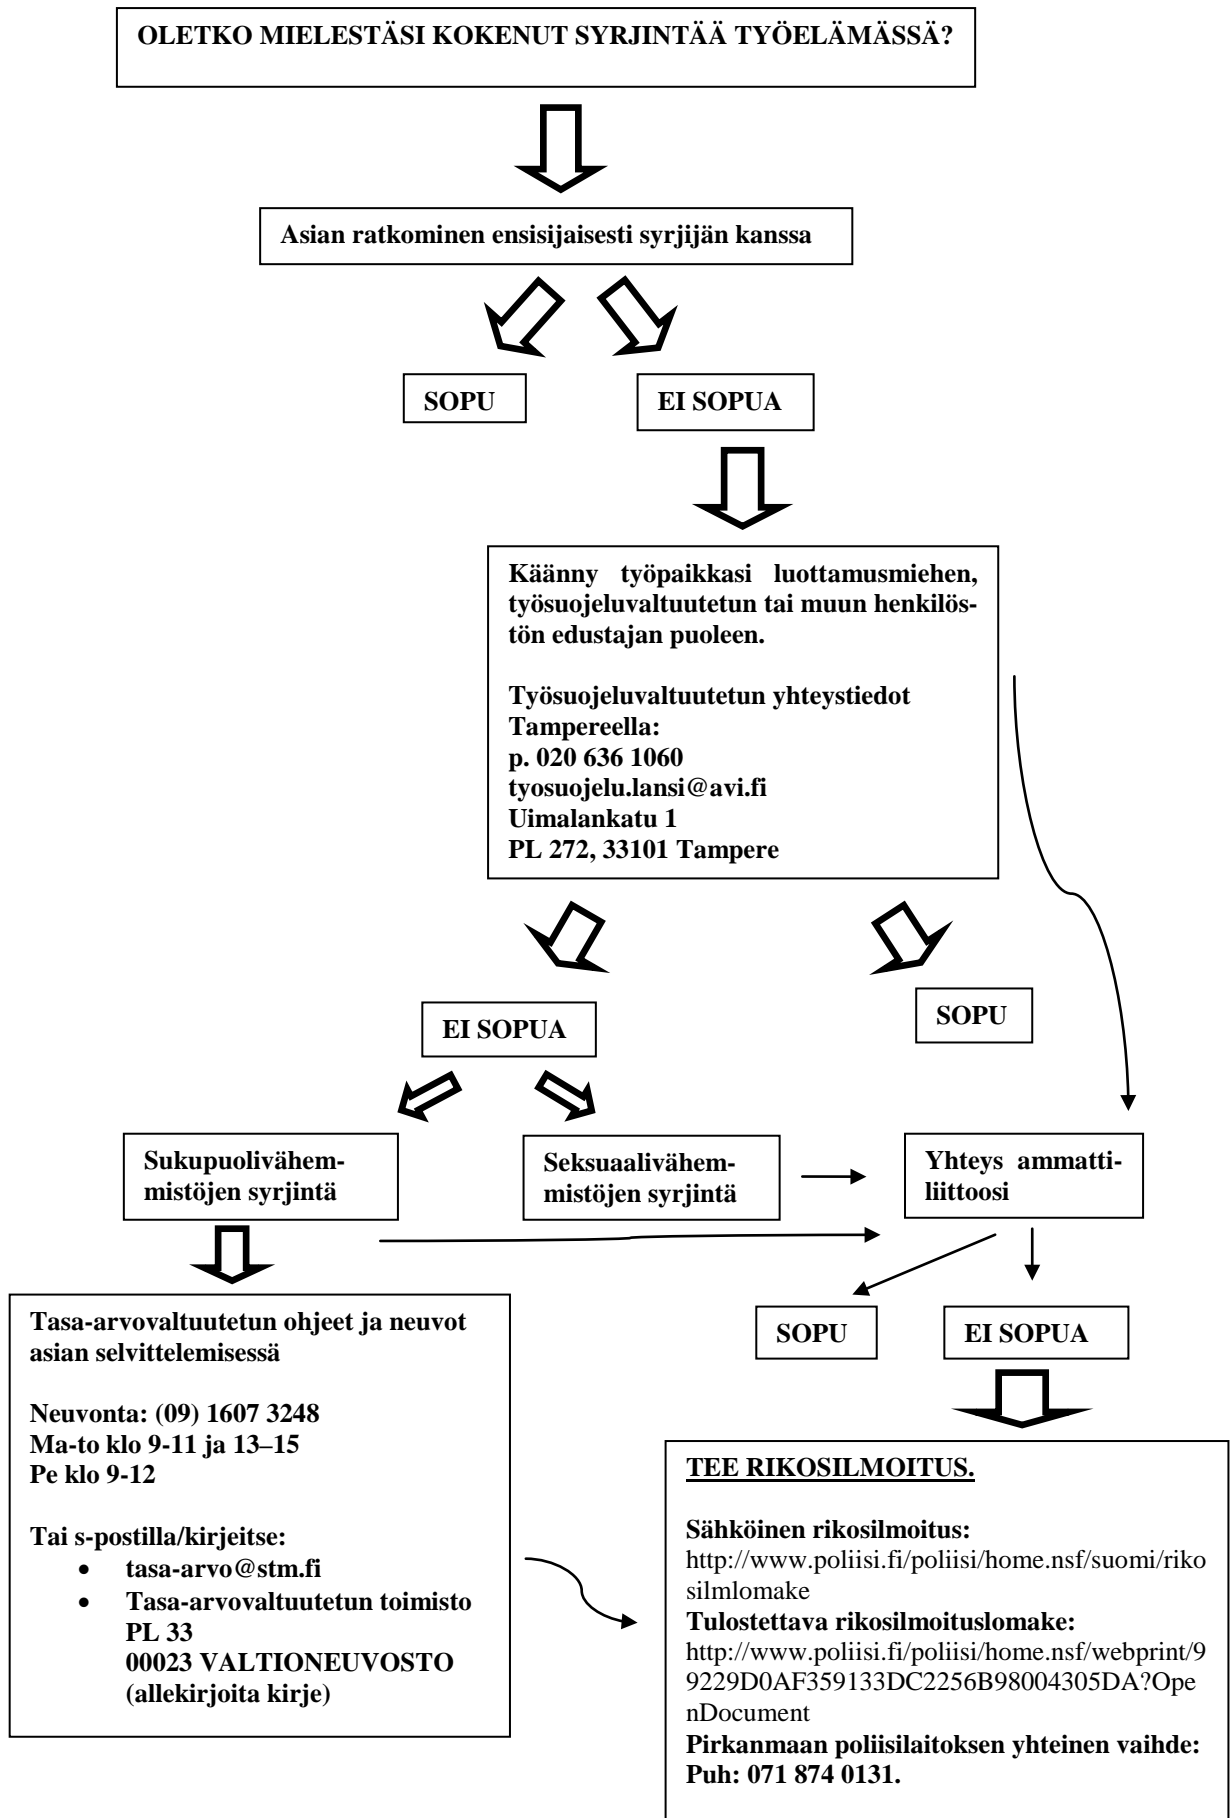 OLETKO MIELESTÄSI KOKENUT SYRJINTÄÄ TYÖELÄMÄSSÄ?
Asian ratkominen ensisijaisesti syrjijän kanssa
SOPU
EI SOPUA
Käänny työpaikkasi luottamusmiehen,
työsuojeluvaltuutetun tai muun henkilös-
tön edustajan puoleen.
Työsuojeluvaltuutetun yhteystiedot
Tampereella:
p. 020 636 1060
tyosuojelu.lansi@avi.fi
Uimalankatu 1
PL 272, 33101 Tampere
EI SOPUA
SOPU
Sukupuolivähem-
mistöjen syrjintä
Seksuaalivähem-
mistöjen syrjintä
Yhteys ammatti-
liittoosi
SOPU
EI SOPUA
Tasa-arvovaltuutetun ohjeet ja neuvot
asian selvittelemisessä
Neuvonta: (09) 1607 3248
Ma-to klo 9-11 ja 13–15
Pe klo 9-12
Tai s-postilla/kirjeitse:
• tasa-arvo@stm.fi
• Tasa-arvovaltuutetun toimisto
PL 33
00023 VALTIONEUVOSTO
(allekirjoita kirje)
TEE RIKOSILMOITUS.
Sähköinen rikosilmoitus:
http://www.poliisi.fi/poliisi/home.nsf/suomi/riko
silmlomake
Tulostettava rikosilmoituslomake:
http://www.poliisi.fi/poliisi/home.nsf/webprint/9
9229D0AF359133DC2256B98004305DA?Ope
nDocument
Pirkanmaan poliisilaitoksen yhteinen vaihde:
Puh: 071 874 0131.